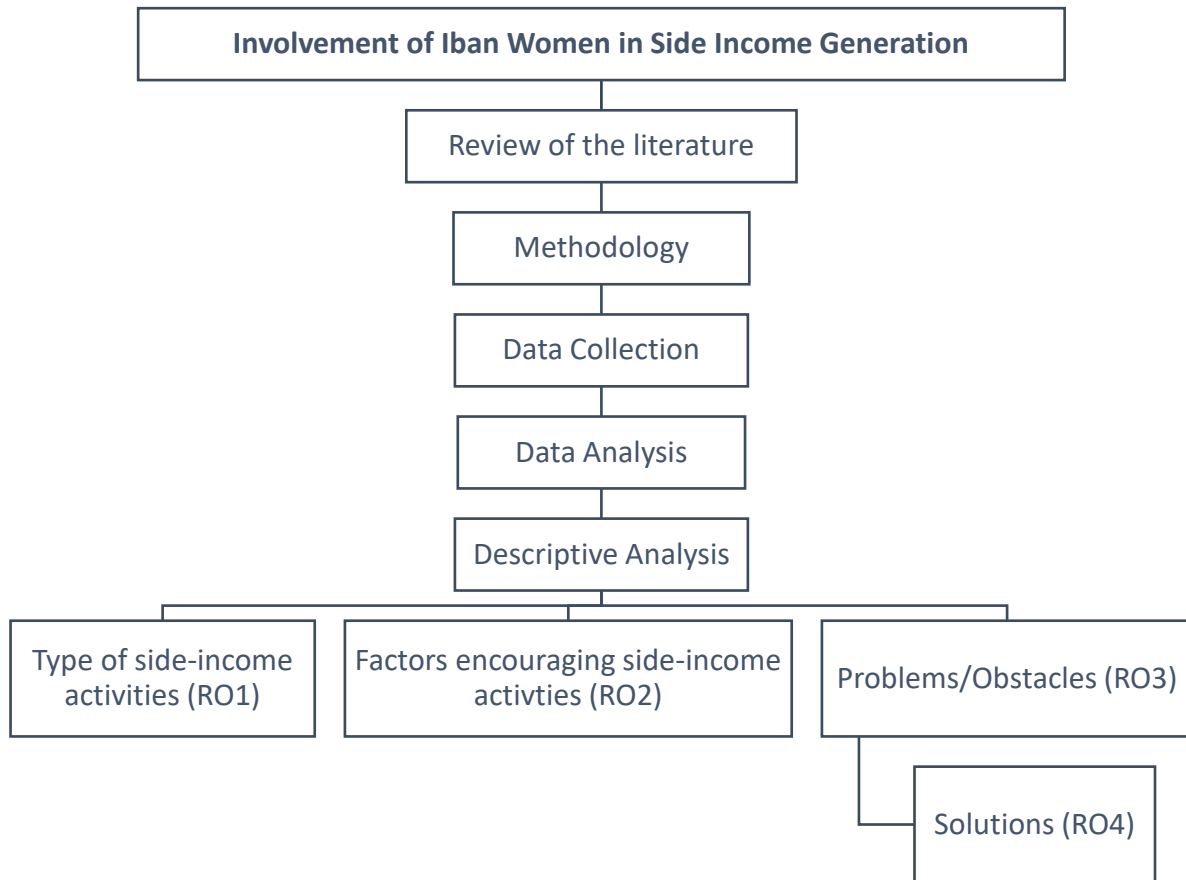 Involvement of Iban Women in Side Income Generation
Review of the literature
Methodology
Data Collection
Data Analysis
Descriptive Analysis
Type of side-income
activities (RO1)
Factors encouraging side-income
activties (RO2)
Problems/Obstacles (RO3)
Solutions (RO4)